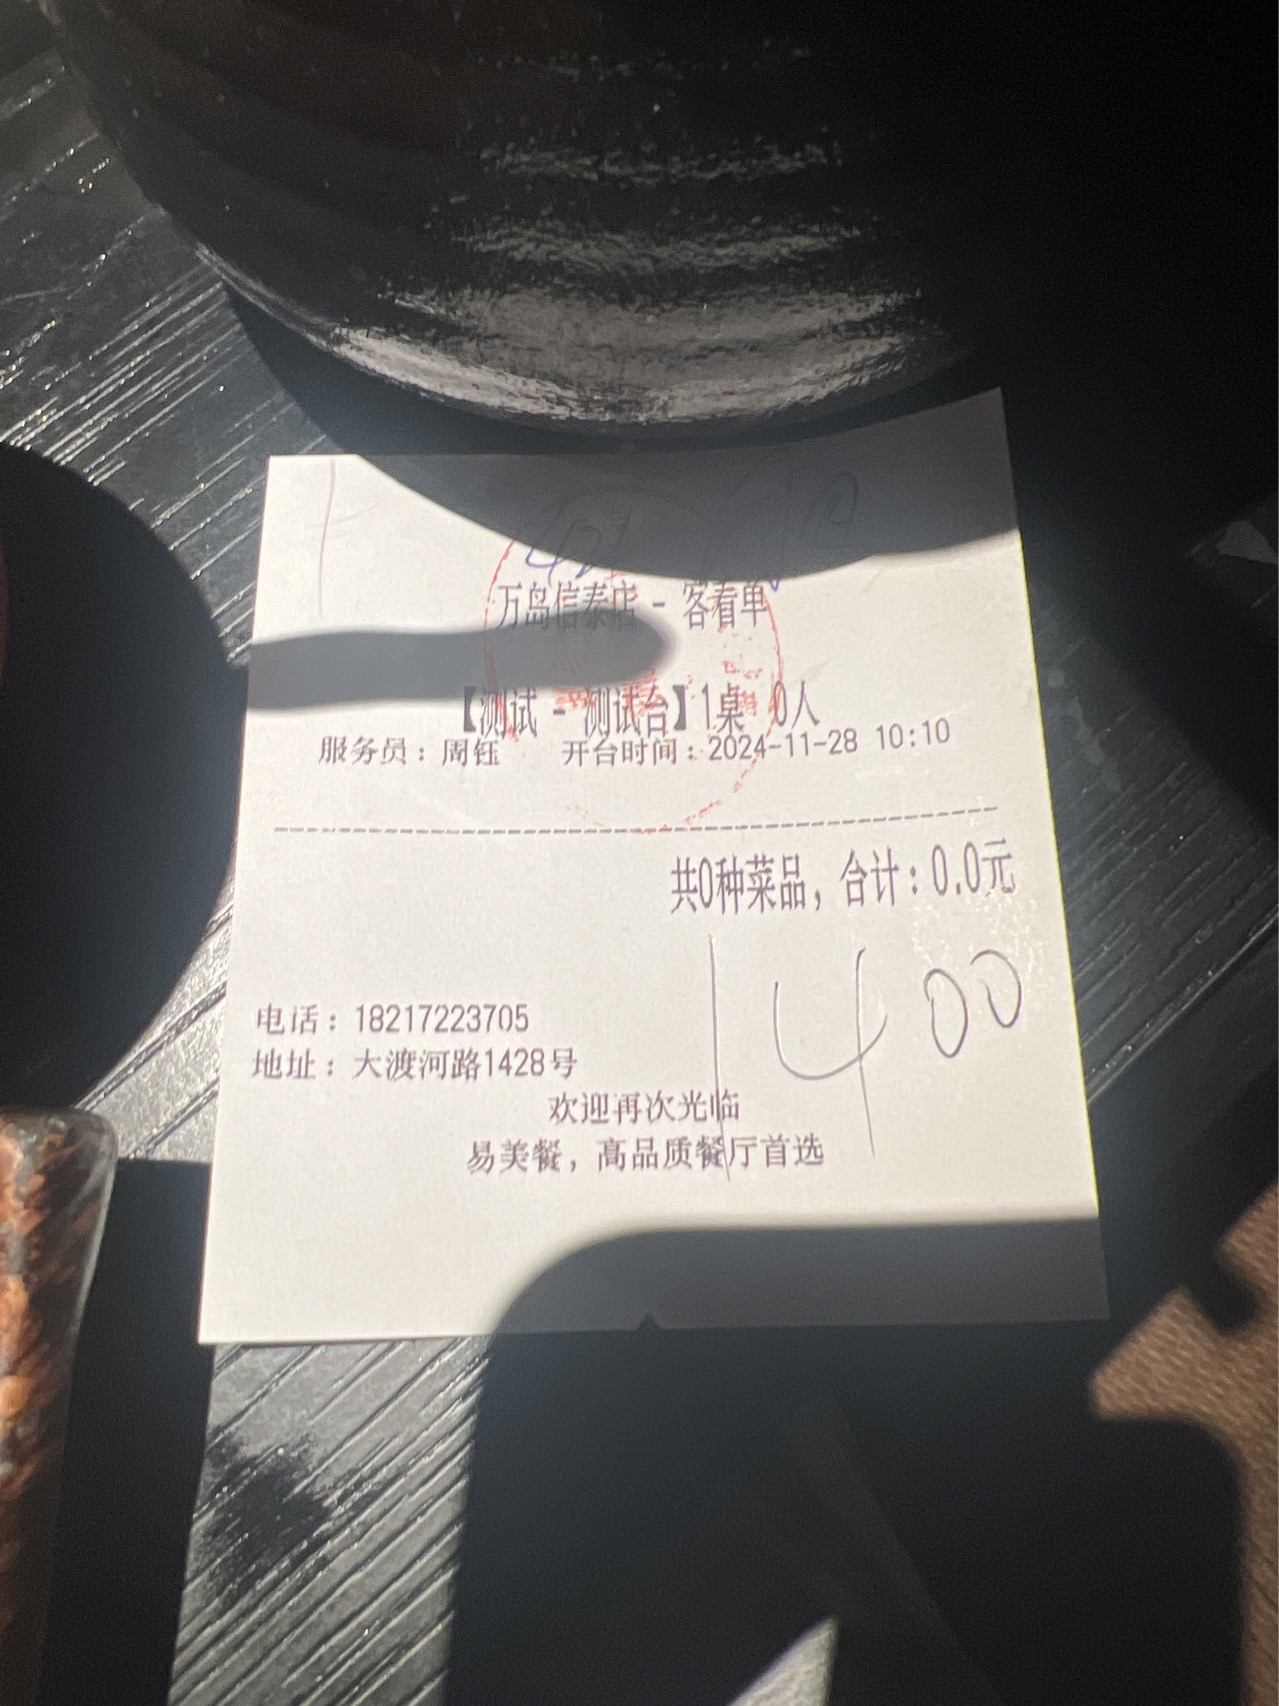 万岛信泰店 - 客看单
【测试 - 测试台】1桌 0人
服务员：周钰 开台时间：2024-11-28 10:10
共0种菜品，合计：0.0元
1400
电话：18217223705
地址：大渡河路1428号
欢迎再次光临
易美餐，高品质餐厅首选